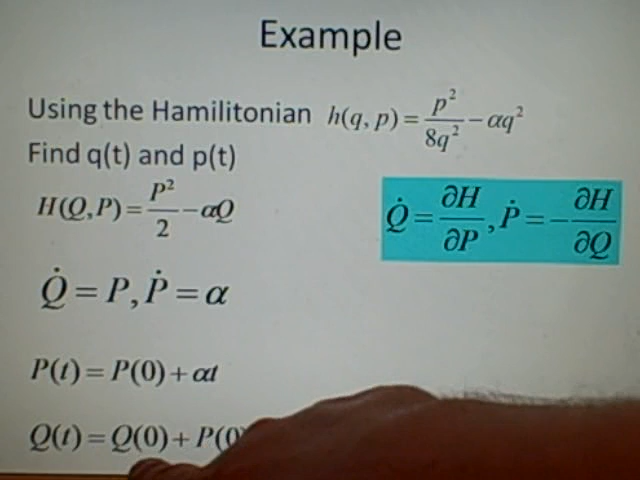 Example
Using the Hamilitonian h(q, p) = p²/8q² − αq²
Find q(t) and p(t)
H(Q,P) = P²/2 − αQ
Q̇ = ∂H/∂P, Ṗ = −∂H/∂Q
Q̇ = P, Ṗ = α
P(t) = P(0) + αt
Q(t) = Q(0) + P(0)